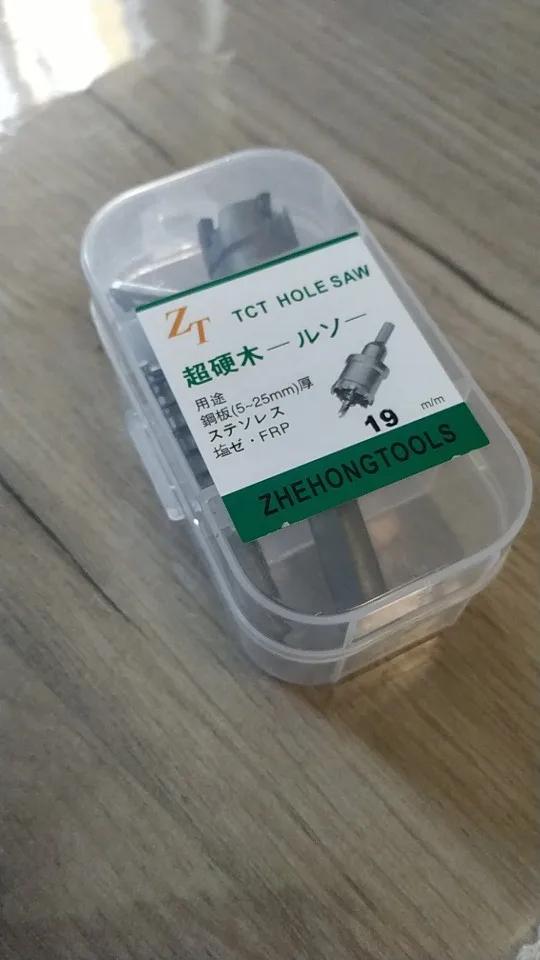 ZT TCT HOLE SAW
超硬木ールソー
用途
鋼板(5~25mm)厚
ステソレス
塩ゼ・FRP
19 m/m
ZHEHONGTOOLS